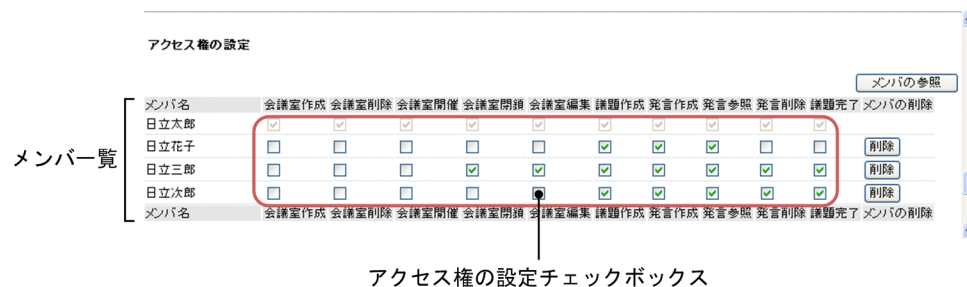 アクセス権の設定
メンバの参照
メンバ名 会議室作成 会議室削除 会議室開催 会議室閉鎖 会議室編集 議題作成 発言作成 発言参照 発言削除 議題完了 メンバの削除
日立太郎
日立花子 削除
メンバ一覧
日立三郎 削除
日立次郎 削除
メンバ名 会議室作成 会議室削除 会議室開催 会議室閉鎖 会議室編集 議題作成 発言作成 発言参照 発言削除 議題完了 メンバの削除
アクセス権の設定チェックボックス